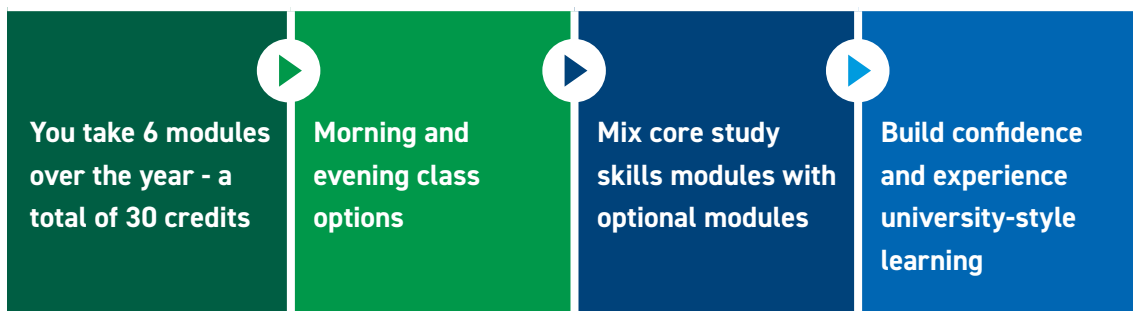 You take 6 modules
over the year - a
total of 30 credits
Morning and
evening class
options
Mix core study
skills modules with
optional modules
Build confidence
and experience
university-style
learning